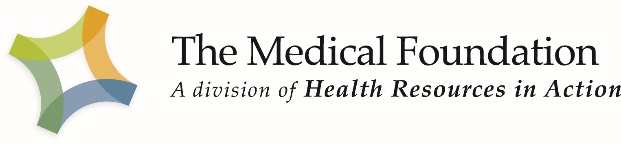 The Medical Foundation
A division of Health Resources in Action